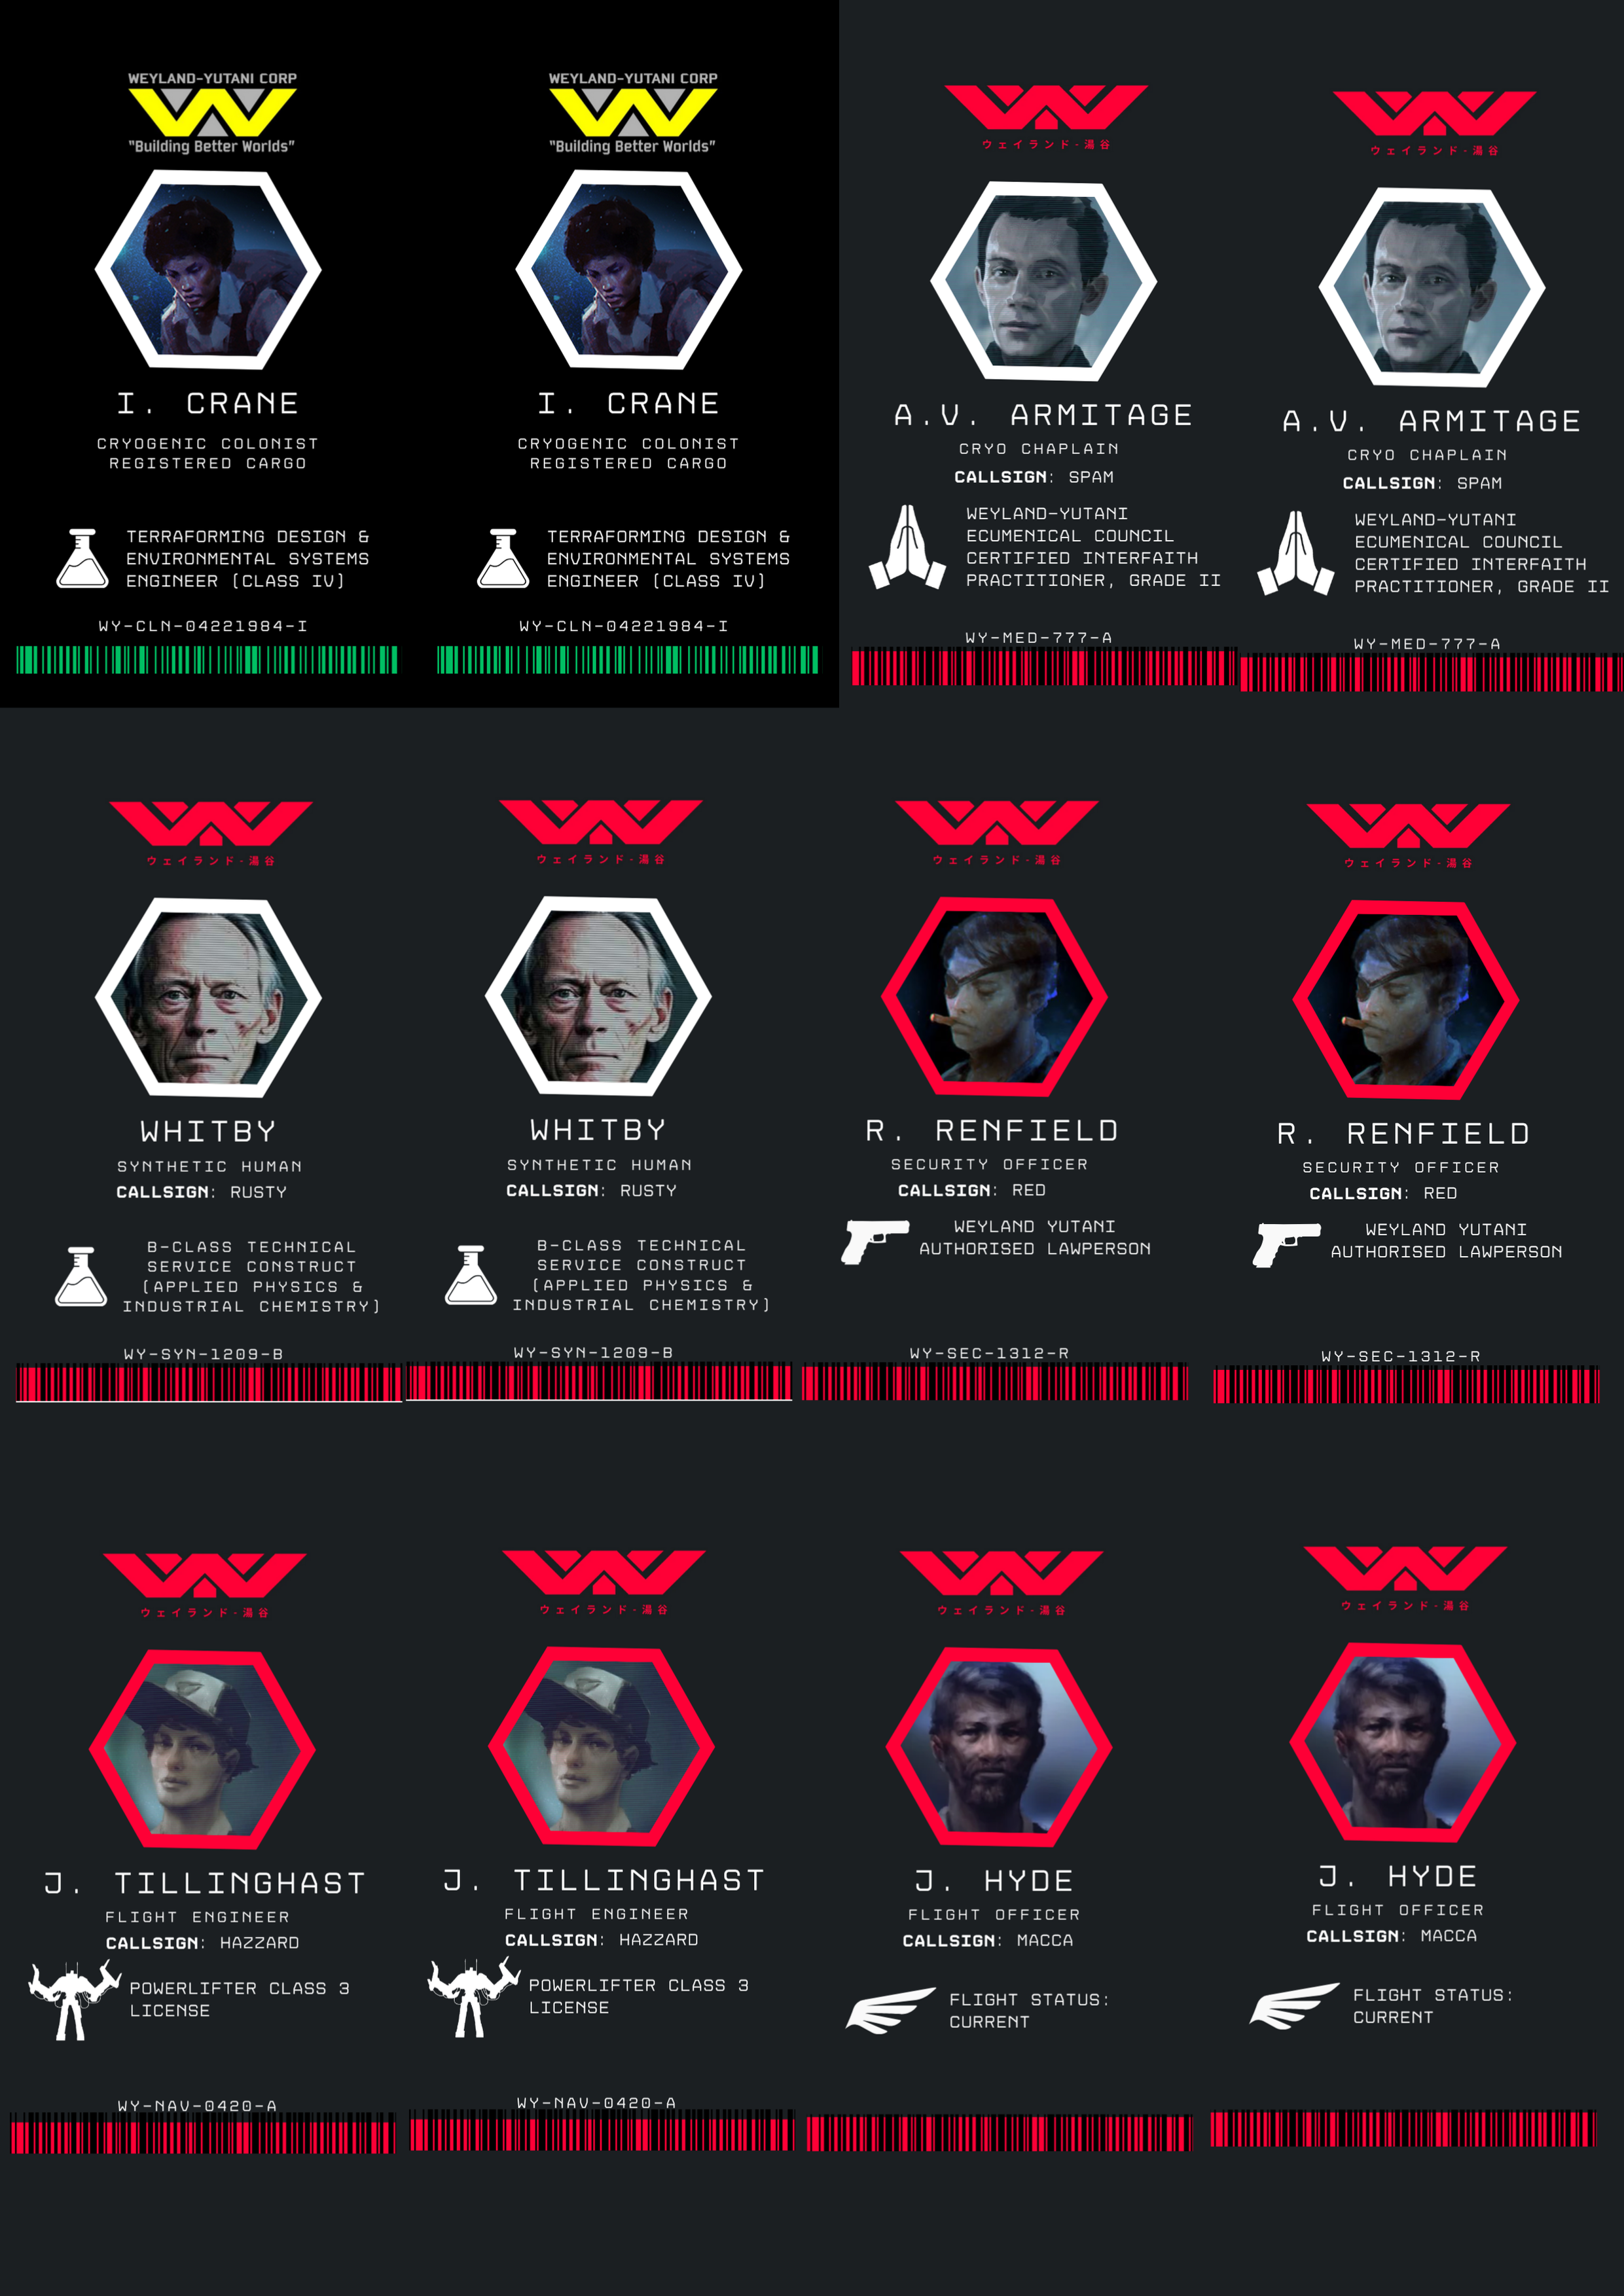 WEYLAND-YUTANI CORP
"Building Better Worlds"
I. CRANE
CRYOGENIC COLONIST
REGISTERED CARGO
TERRAFORMING DESIGN &
ENVIRONMENTAL SYSTEMS
ENGINEER (CLASS IV)
WY-CLN-04221984-I
WEYLAND-YUTANI CORP
"Building Better Worlds"
I. CRANE
CRYOGENIC COLONIST
REGISTERED CARGO
TERRAFORMING DESIGN &
ENVIRONMENTAL SYSTEMS
ENGINEER (CLASS IV)
WY-CLN-04221984-I
ウェイランド-湯谷
A.V. ARMITAGE
CRYO CHAPLAIN
CALLSIGN: SPAM
WEYLAND-YUTANI
ECUMENICAL COUNCIL
CERTIFIED INTERFAITH
PRACTITIONER, GRADE II
WY-MED-777-A
ウェイランド-湯谷
A.V. ARMITAGE
CRYO CHAPLAIN
CALLSIGN: SPAM
WEYLAND-YUTANI
ECUMENICAL COUNCIL
CERTIFIED INTERFAITH
PRACTITIONER, GRADE II
WY-MED-777-A
ウェイランド-湯谷
WHITBY
SYNTHETIC HUMAN
CALLSIGN: RUSTY
B-CLASS TECHNICAL
SERVICE CONSTRUCT
(APPLIED PHYSICS &
INDUSTRIAL CHEMISTRY)
WY-SYN-1209-B
ウェイランド-湯谷
WHITBY
SYNTHETIC HUMAN
CALLSIGN: RUSTY
B-CLASS TECHNICAL
SERVICE CONSTRUCT
(APPLIED PHYSICS &
INDUSTRIAL CHEMISTRY)
WY-SYN-1209-B
ウェイランド-湯谷
R. RENFIELD
SECURITY OFFICER
CALLSIGN: RED
WEYLAND YUTANI
AUTHORISED LAWPERSON
WY-SEC-1312-R
ウェイランド-湯谷
R. RENFIELD
SECURITY OFFICER
CALLSIGN: RED
WEYLAND YUTANI
AUTHORISED LAWPERSON
WY-SEC-1312-R
ウェイランド-湯谷
J. TILLINGHAST
FLIGHT ENGINEER
CALLSIGN: HAZZARD
POWERLIFTER CLASS 3
LICENSE
WY-NAV-0420-A
ウェイランド-湯谷
J. TILLINGHAST
FLIGHT ENGINEER
CALLSIGN: HAZZARD
POWERLIFTER CLASS 3
LICENSE
WY-NAV-0420-A
ウェイランド-湯谷
J. HYDE
FLIGHT OFFICER
CALLSIGN: MACCA
FLIGHT STATUS:
CURRENT
ウェイランド-湯谷
J. HYDE
FLIGHT OFFICER
CALLSIGN: MACCA
FLIGHT STATUS:
CURRENT